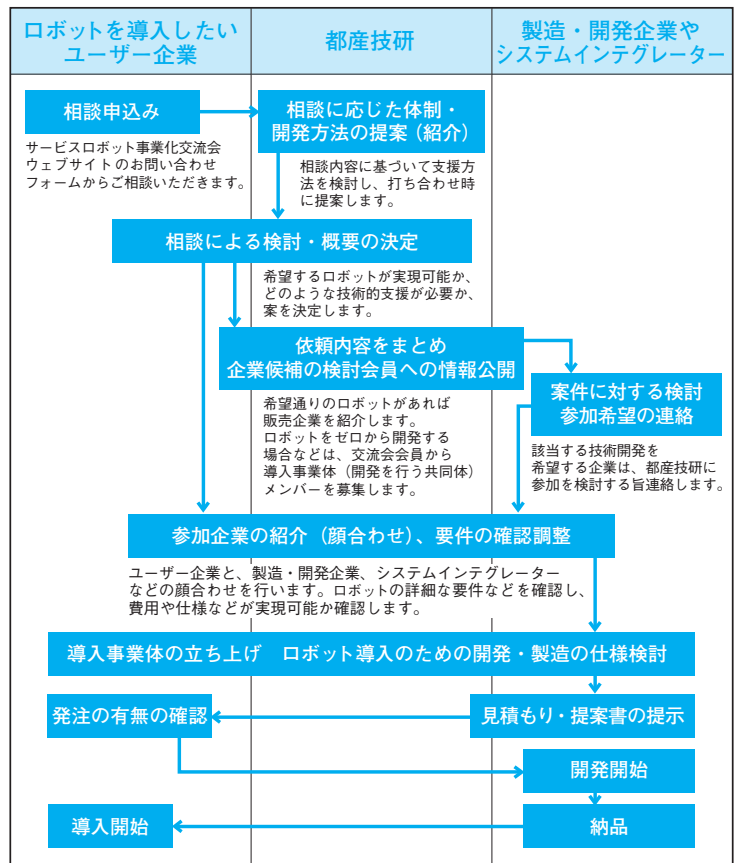 ロボットを導入したい
ユーザー企業
都産技研
製造・開発企業や
システムインテグレーター
相談申込み
サービスロボット事業化交流会
ウェブサイトのお問い合わせ
フォームからご相談いただきます。
相談に応じた体制・
開発方法の提案（紹介）
相談内容に基づいて支援方
法を検討し、打ち合わせ時
に提案します。
相談による検討・概要の決定
希望するロボットが実現可能か、
どのような技術的支援が必要か、
案を決定します。
依頼内容をまとめ
企業候補の検討会員への情報公開
希望通りのロボットがあれば
販売企業を紹介します。
ロボットをゼロから開発する
場合などは、交流会会員から
導入事業体（開発を行う共同体）
メンバーを募集します。
案件に対する検討
参加希望の連絡
該当する技術開発を
希望する企業は、都産技研に
参加を検討する旨連絡します。
参加企業の紹介（顔合わせ）、要件の確認調整
ユーザー企業と、製造・開発企業、システムインテグレーター
などの顔合わせを行います。ロボットの詳細な要件などを確認し、
費用や仕様などが実現可能か確認します。
導入事業体の立ち上げ　ロボット導入のための開発・製造の仕様検討
発注の有無の確認
見積もり・提案書の提示
開発開始
導入開始
納品